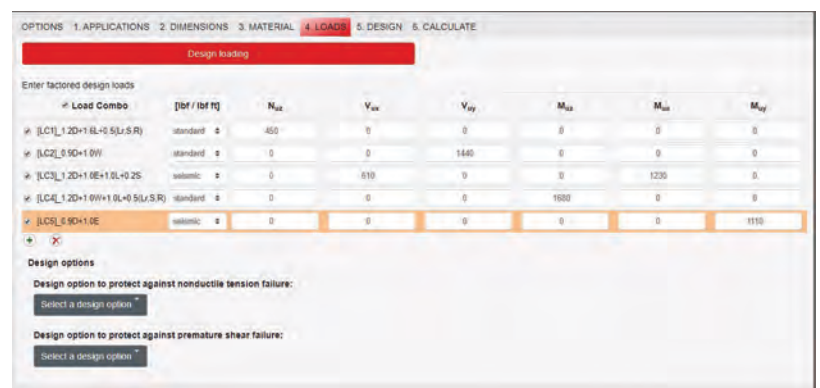 OPTIONS 1. APPLICATIONS 2. DIMENSIONS 3. MATERIAL 4. LOADS 5. DESIGN 6. CALCULATE
Design loading
Enter factored design loads
Load Combo [lbf / lbf ft] Nuz Vux Vuy Muz Mux Muy
[LC1]_1.2D+1.6L+0.5(Lr,S,R) standard 450 0 0 0 0 0
[LC2]_0.9D+1.0W standard 0 0 1440 0 0 0
[LC3]_1.2D+1.0E+1.0L+0.2S seismic 0 610 0 0 1230 0
[LC4]_1.2D+1.0W+1.0L+0.5(Lr,S,R) standard 0 0 0 1680 0 0
[LC5]_0.9D+1.0E seismic 0 0 0 0 0 1110
Design options
Design option to protect against nonductile tension failure:
Select a design option
Design option to protect against premature shear failure:
Select a design option